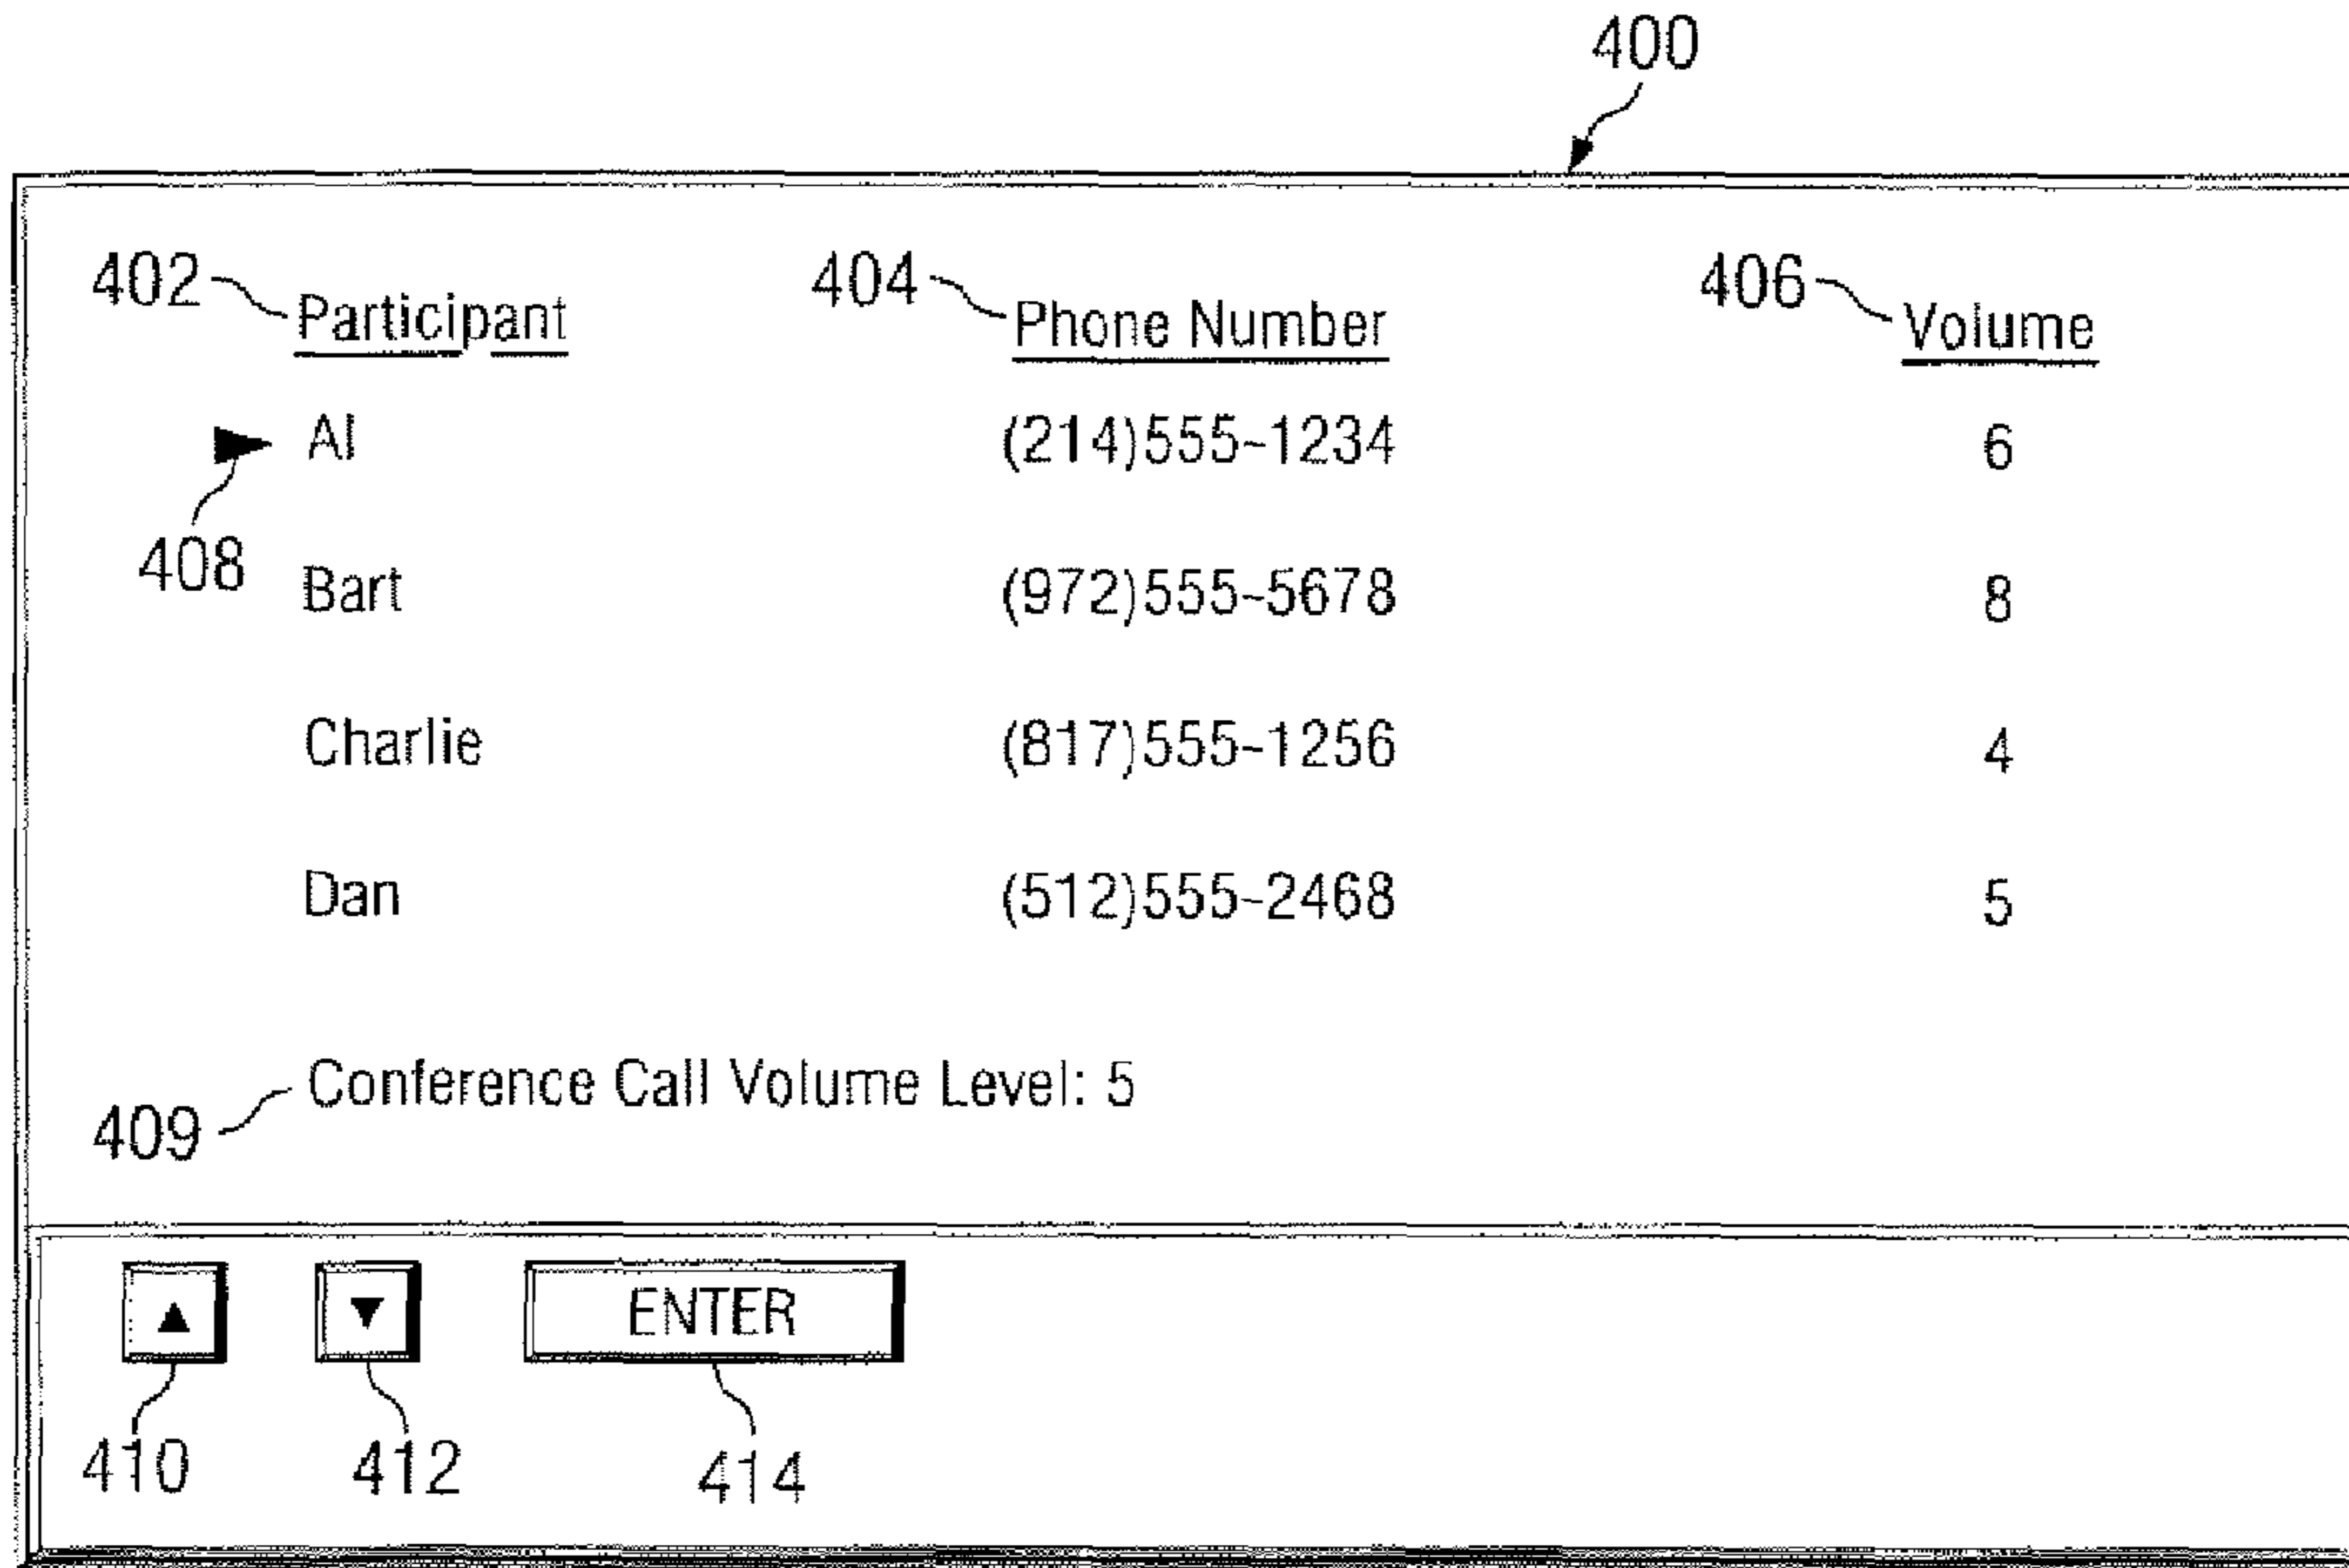 400
402 Participant 404 Phone Number 406 Volume
Al (214)555-1234 6
408
Bart (972)555-5678 8
Charlie (817)555-1256 4
Dan (512)555-2468 5
Conference Call Volume Level: 5
409
ENTER
410 412 414